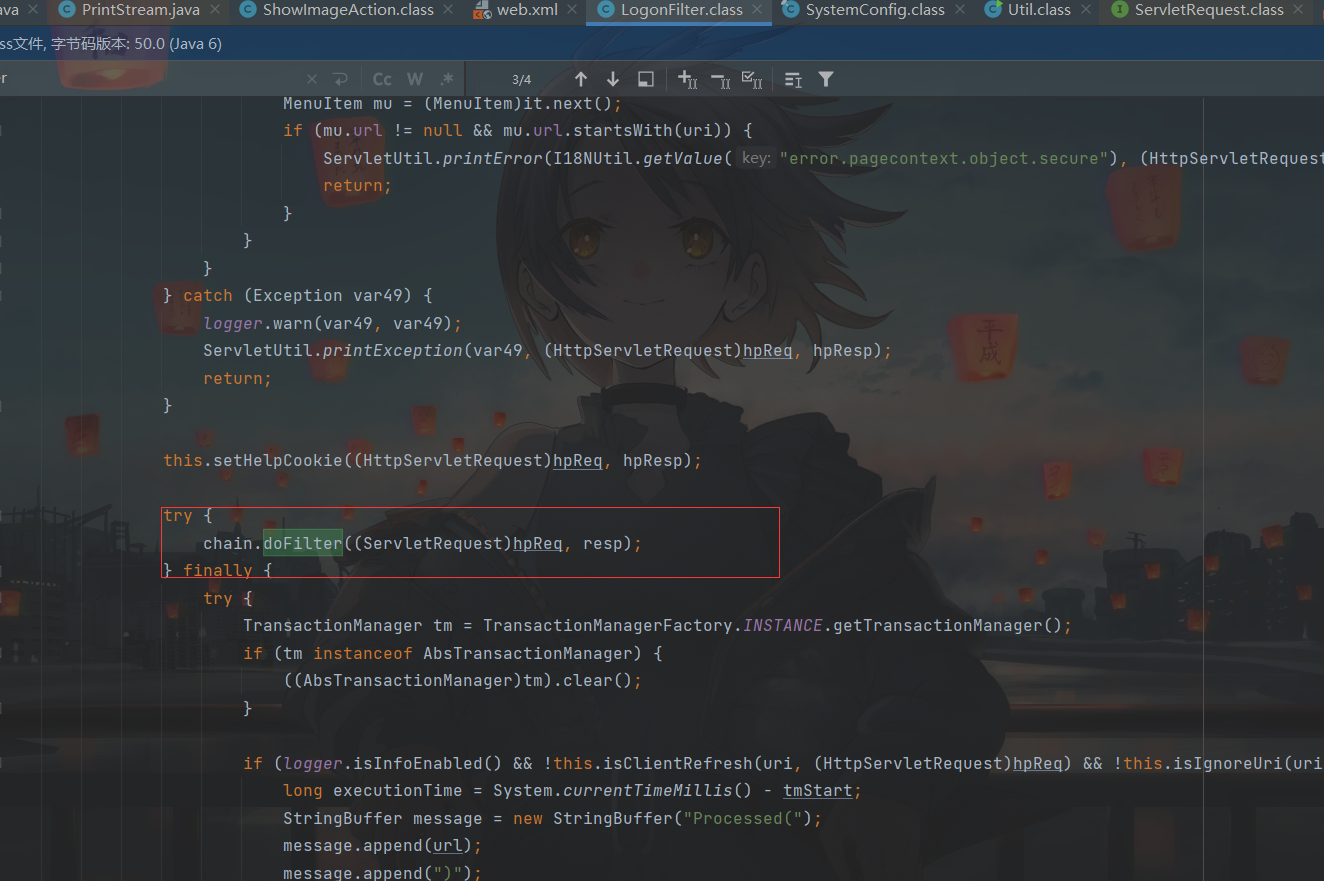 ava PrintStream.java ShowImageAction.class web.xml LogonFilter.class SystemConfig.class Util.class ServletRequest.class
ss文件, 字节码版本: 50.0 (Java 6)
r Cc W .* 3/4
MenuItem mu = (MenuItem)it.next();
if (mu.url != null && mu.url.startsWith(uri)) {
ServletUtil.printError(I18NUtil.getValue( key: "error.pagecontext.object.secure"), (HttpServletRequest
return;
}
}
}
} catch (Exception var49) {
logger.warn(var49, var49);
ServletUtil.printException(var49, (HttpServletRequest)hpReq, hpResp);
return;
}
this.setHelpCookie((HttpServletRequest)hpReq, hpResp);
try {
chain.doFilter((ServletRequest)hpReq, resp);
} finally {
try {
TransactionManager tm = TransactionManagerFactory.INSTANCE.getTransactionManager();
if (tm instanceof AbsTransactionManager) {
((AbsTransactionManager)tm).clear();
}
if (logger.isInfoEnabled() && !this.isClientRefresh(uri, (HttpServletRequest)hpReq) && !this.isIgnoreUri(uri
long executionTime = System.currentTimeMillis() - tmStart;
StringBuffer message = new StringBuffer("Processed(");
message.append(url);
message.append(")");
平成